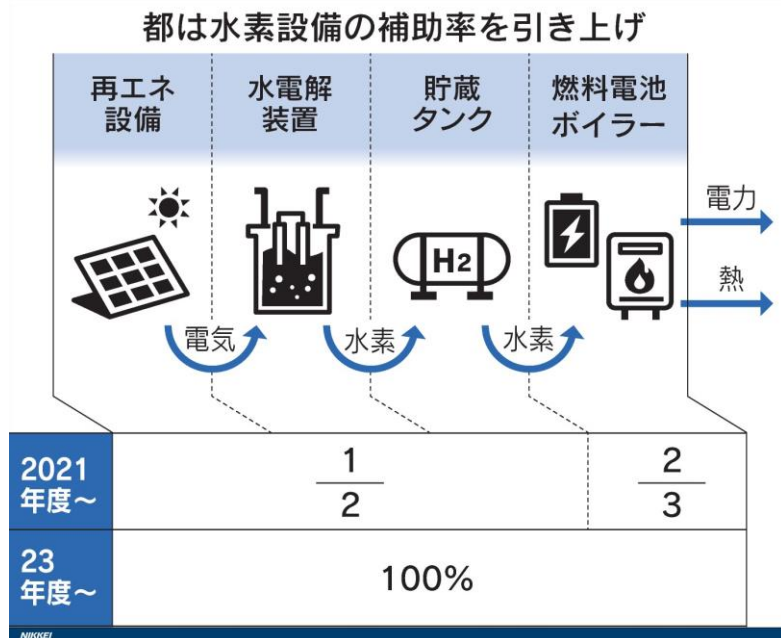 都は水素設備の補助率を引き上げ
再エネ
設備
水電解
装置
貯蔵
タンク
燃料電池
ボイラー
電力
H2
熱
電気
水素
水素
2021
年度～
1
2
2
3
23
年度～
100%
NIKKEI